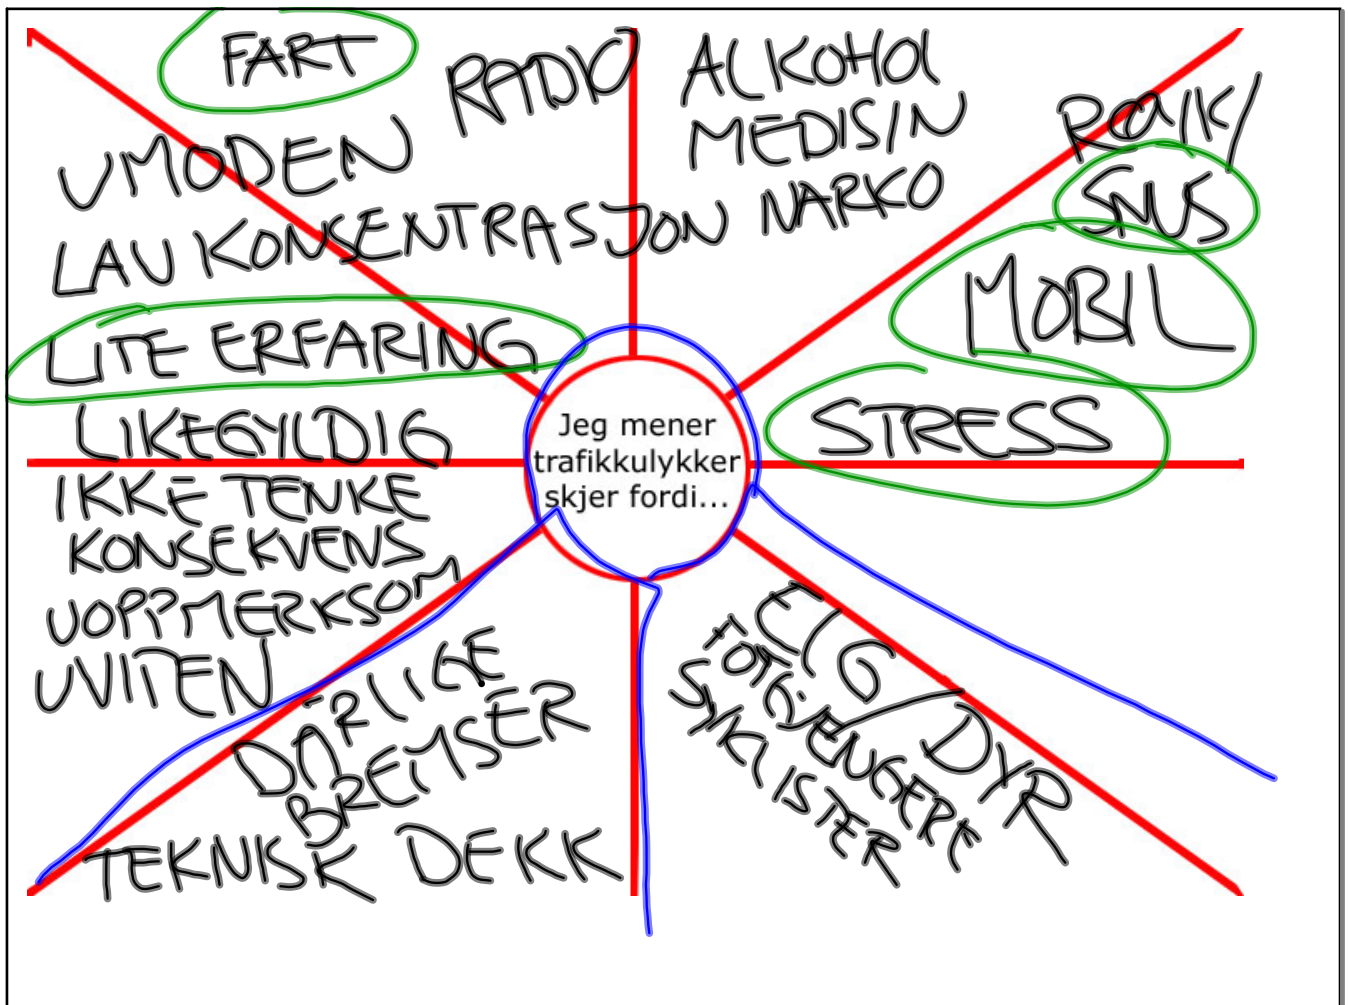 FART
RADIO
UMODEN
LAV KONSENTRASJON
LITE ERFARING
LIKEGYLDIG
IKKE TENKE
KONSEKVENS
UOPPMERKSOM
UVITEN
ALKOHOL
MEDISIN
NARKO
RØIK/
SNUS
MOBIL
STRESS
Jeg mener
trafikkulykker
skjer fordi...
DÅRLIGE
BREMSER
TEKNISK DEKK
ELG/DYR
FOTGJENGERE
SYKLISTER